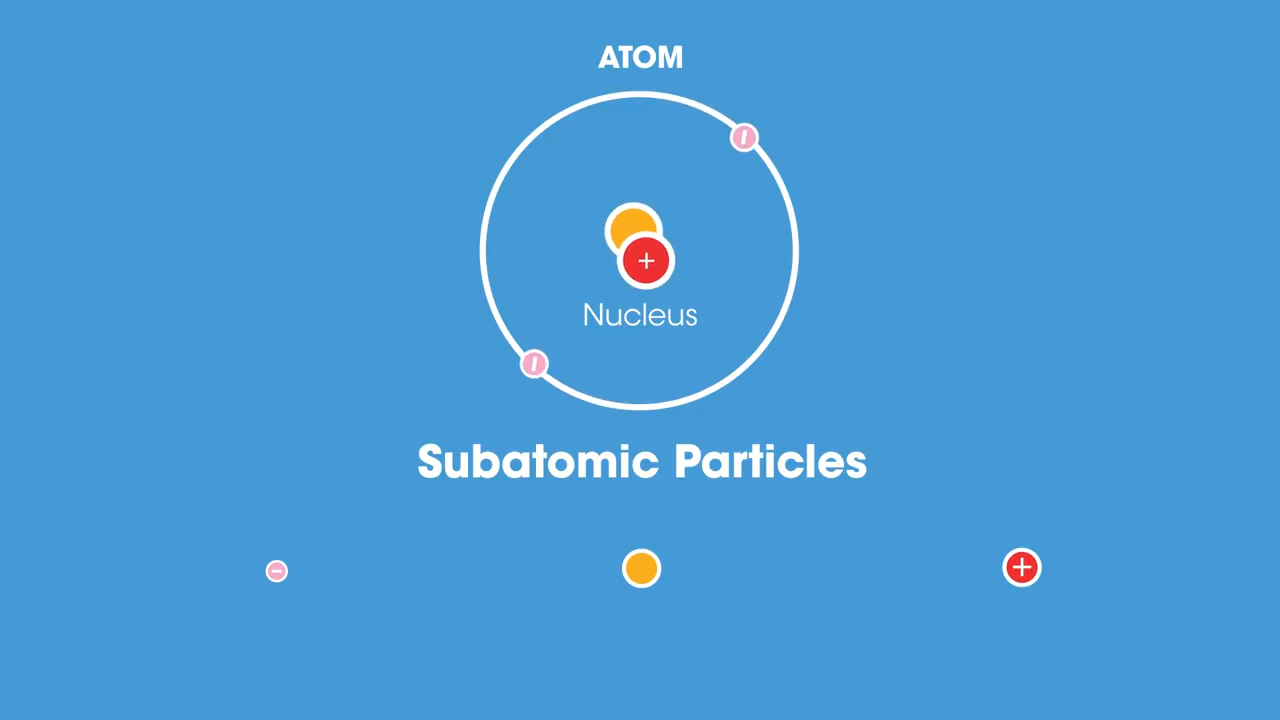 ATOM
+
Nucleus
Subatomic Particles
− +